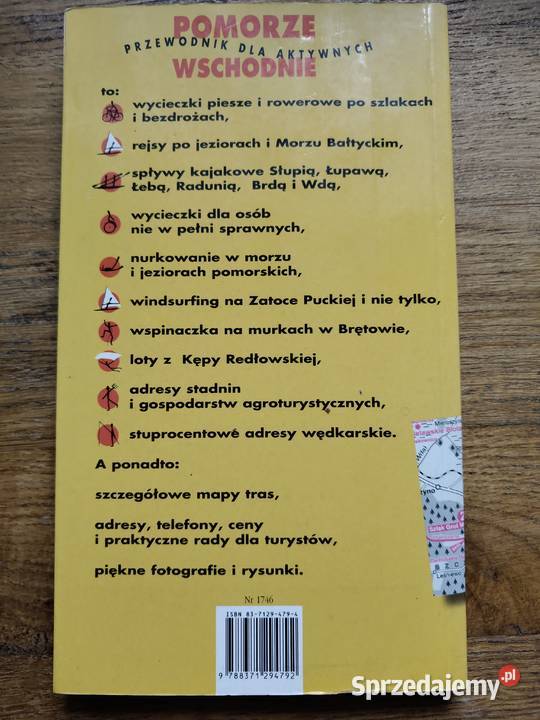 POMORZE
PRZEWODNIK DLA AKTYWNYCH
WSCHODNIE
to:
wycieczki piesze i rowerowe po szlakach
i bezdrożach,
rejsy po jeziorach i Morzu Bałtyckim,
spływy kajakowe Słupią, Łupawą,
Łebą, Radunią, Brdą i Wdą,
wycieczki dla osób
nie w pełni sprawnych,
nurkowanie w morzu
i jeziorach pomorskich,
windsurfing na Zatoce Puckiej i nie tylko,
wspinaczka na murkach w Brętowie,
loty z Kępy Redłowskiej,
adresy stadnin
i gospodarstw agroturystycznych,
stuprocentowe adresy wędkarskie.
A ponadto:
szczegółowe mapy tras,
adresy, telefony, ceny
i praktyczne rady dla turystów,
piękne fotografie i rysunki.
Nr 1746
ISBN 83-7129-479-4
9 788371 294792
Sprzedajemy.pl